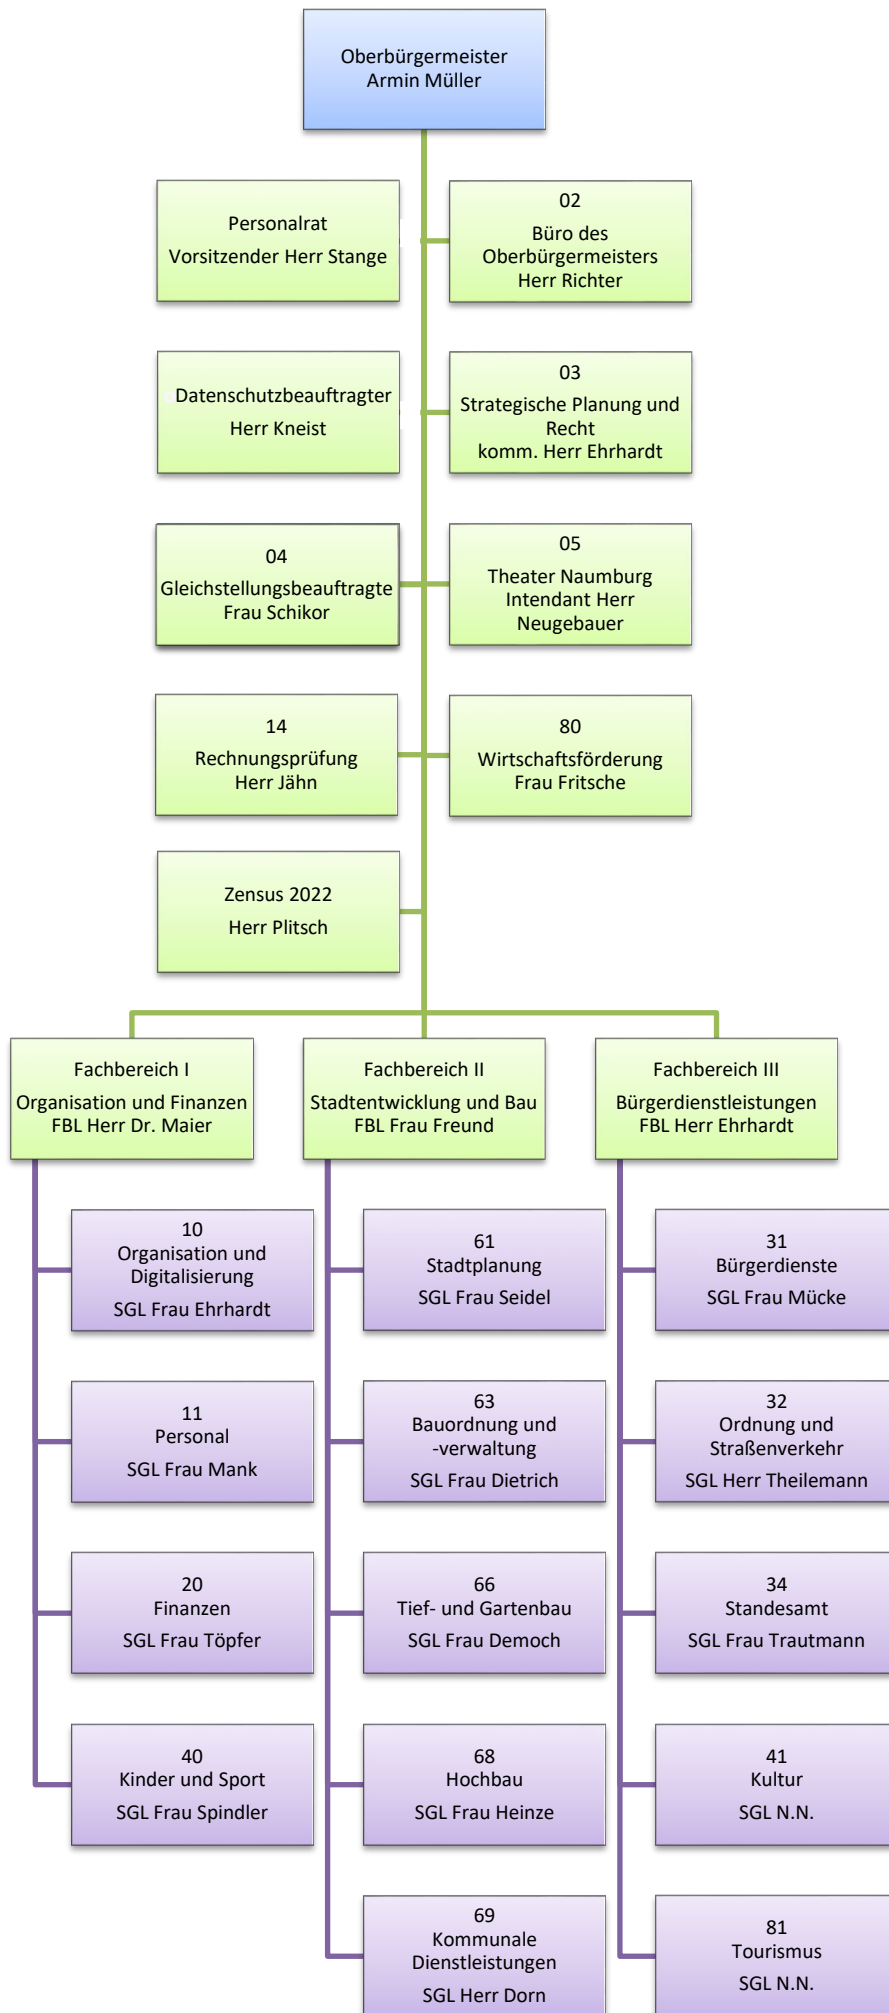 Oberbürgermeister
Armin Müller
Personalrat
Vorsitzender Herr Stange
02
Büro des
Oberbürgermeisters
Herr Richter
Datenschutzbeauftragter
Herr Kneist
03
Strategische Planung und
Recht
komm. Herr Ehrhardt
04
Gleichstellungsbeauftragte
Frau Schikor
05
Theater Naumburg
Intendant Herr
Neugebauer
14
Rechnungsprüfung
Herr Jähn
80
Wirtschaftsförderung
Frau Fritsche
Zensus 2022
Herr Plitsch
Fachbereich I
Organisation und Finanzen
FBL Herr Dr. Maier
Fachbereich II
Stadtentwicklung und Bau
FBL Frau Freund
Fachbereich III
Bürgerdienstleistungen
FBL Herr Ehrhardt
10
Organisation und
Digitalisierung
SGL Frau Ehrhardt
61
Stadtplanung
SGL Frau Seidel
31
Bürgerdienste
SGL Frau Mücke
11
Personal
SGL Frau Mank
63
Bauordnung und
-verwaltung
SGL Frau Dietrich
32
Ordnung und
Straßenverkehr
SGL Herr Theilemann
20
Finanzen
SGL Frau Töpfer
66
Tief- und Gartenbau
SGL Frau Democh
34
Standesamt
SGL Frau Trautmann
40
Kinder und Sport
SGL Frau Spindler
68
Hochbau
SGL Frau Heinze
41
Kultur
SGL N.N.
69
Kommunale
Dienstleistungen
SGL Herr Dorn
81
Tourismus
SGL N.N.